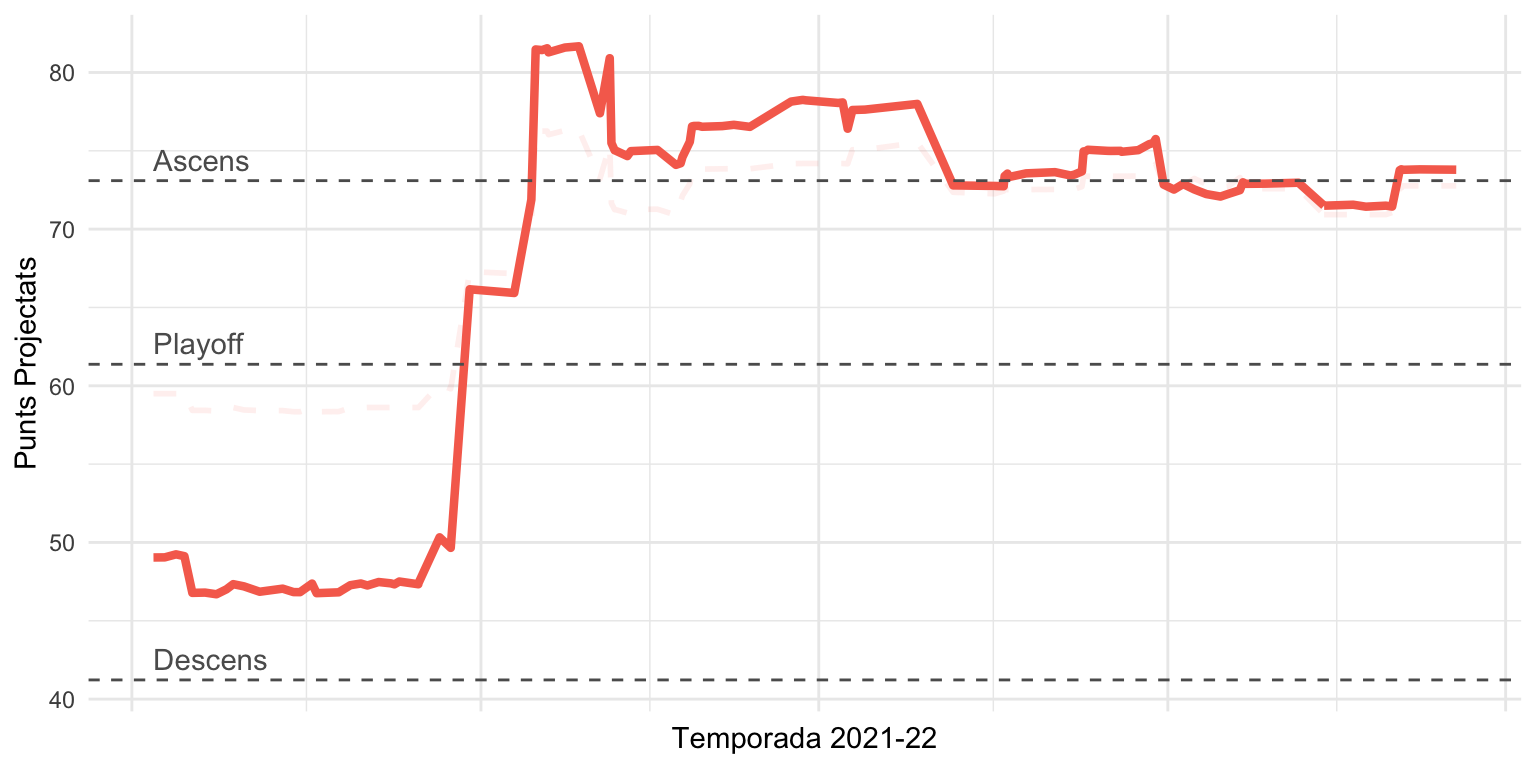 80
70
60
50
40
Punts Projectats
Ascens
Playoff
Descens
Temporada 2021-22